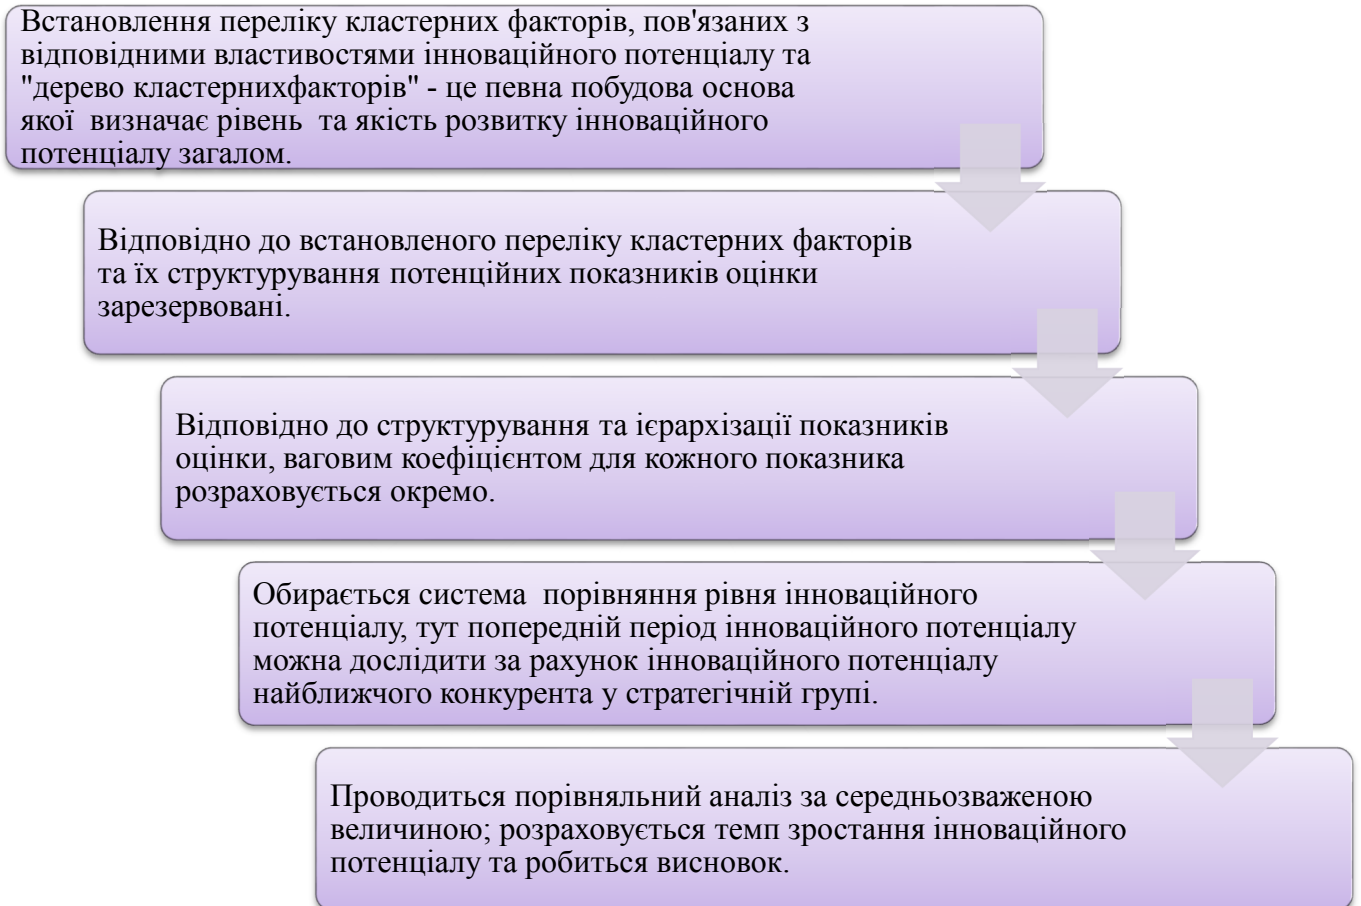 Встановлення переліку кластерних факторів, пов'язаних з
відповідними властивостями інноваційного потенціалу та
"дерево кластернихфакторів" - це певна побудова основа
якої  визначає рівень  та якість розвитку інноваційного
потенціалу загалом.
Відповідно до встановленого переліку кластерних факторів
та їх структурування потенційних показників оцінки
зарезервовані.
Відповідно до структурування та ієрархізації показників
оцінки, ваговим коефіцієнтом для кожного показника
розраховується окремо.
Обирається система  порівняння рівня інноваційного
потенціалу, тут попередній період інноваційного потенціалу
можна дослідити за рахунок інноваційного потенціалу
найближчого конкурента у стратегічній групі.
Проводиться порівняльний аналіз за середньозваженою
величиною; розраховується темп зростання інноваційного
потенціалу та робиться висновок.